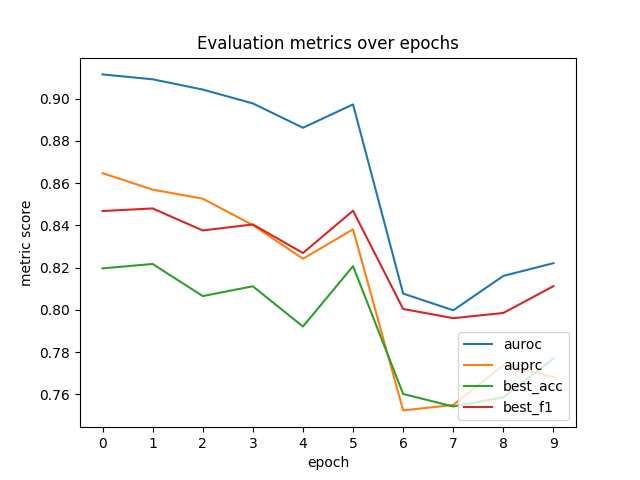 Evaluation metrics over epochs
metric score
0.90
0.88
0.86
0.84
0.82
0.80
0.78
0.76
auroc
auprc
best_acc
best_f1
0 1 2 3 4 5 6 7 8 9
epoch